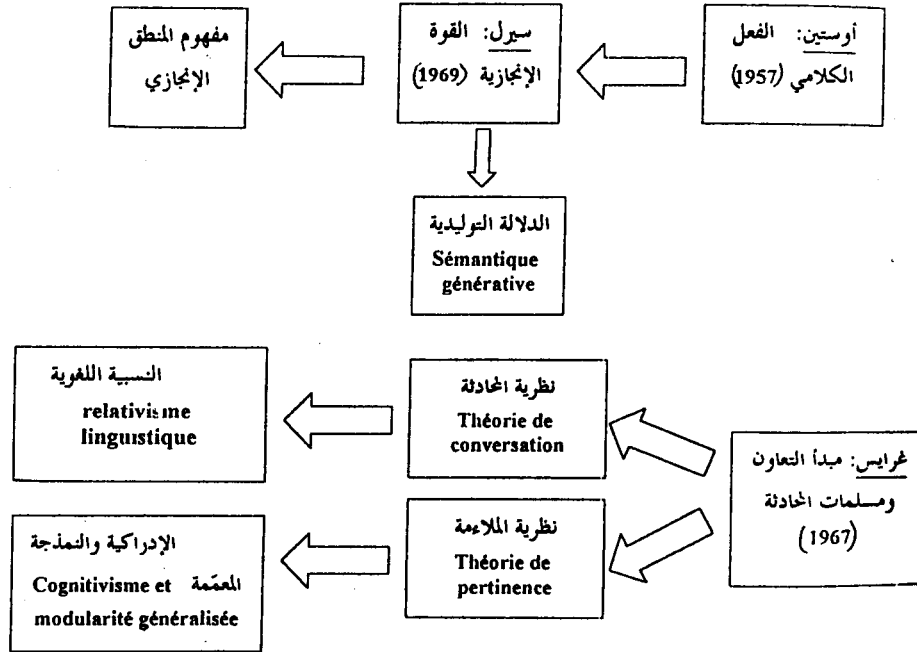 أوستين: الفعل
الكلامي (1957)
سيرل: القوة
الإنجازية (1969)
مفهوم المنطق
الإنجازي
الدلالة التوليدية
Sémantique
générative
غرايس: مبدأ التعاون
ومسلمات المحادثة
(1967)
نظرية المحادثة
Théorie de
conversation
النسبية اللغوية
relativisme
linguistique
نظرية الملاءمة
Théorie de
pertinence
الإدراكية والنمذجة
المعمّمة Cognitivisme et
modularité généralisée